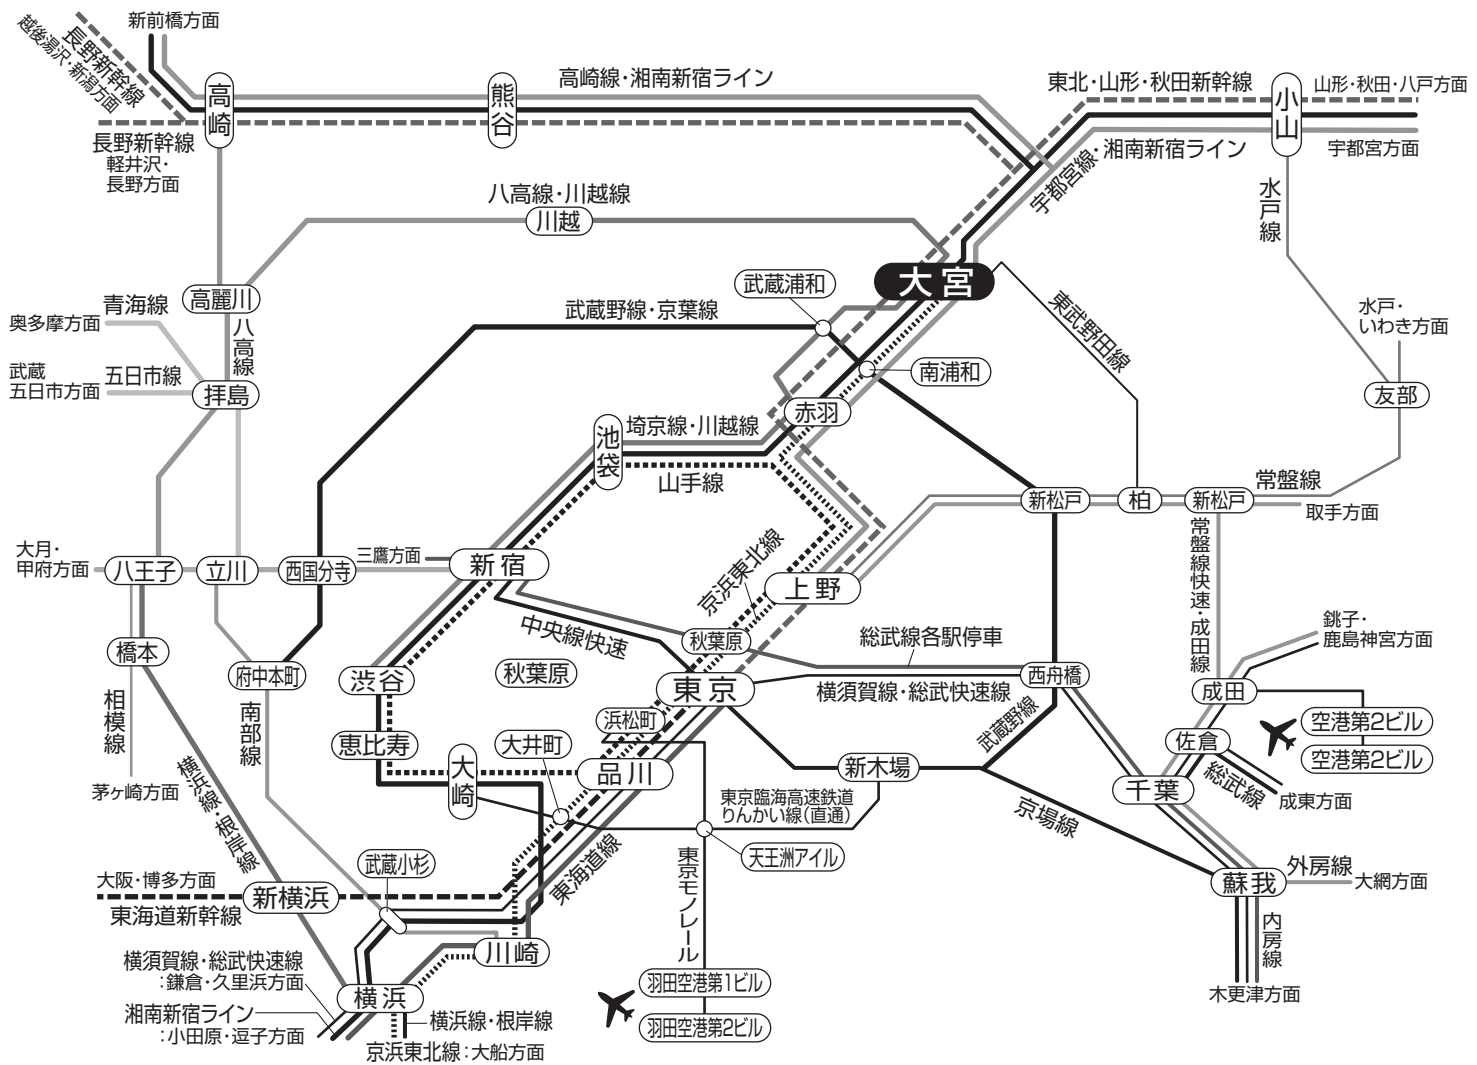 新前橋方面
長野新幹線
越後湯沢・新潟方面
高崎
熊谷
高崎線・湘南新宿ライン
東北・山形・秋田新幹線
小山
山形・秋田・八戸方面
長野新幹線
軽井沢・
長野方面
宇都宮線・湘南新宿ライン
宇都宮方面
八高線・川越線
川越
水戸線
大宮
武蔵浦和
高麗川
青海線
奥多摩方面
八高線
武蔵野線・京葉線
東武野田線
水戸・
いわき方面
武蔵
五日市方面
五日市線
拝島
南浦和
友部
赤羽
池袋
埼京線・川越線
山手線
新松戸
柏
新松戸
常盤線
取手方面
京浜東北線
常盤線快速・成田線
大月・
甲府方面
八王子
立川
西国分寺
三鷹方面
新宿
上野
中央線快速
秋葉原
総武線各駅停車
銚子・
鹿島神宮方面
橋本
府中本町
渋谷
秋葉原
東京
横須賀線・総武快速線
西舟橋
成田
相模線
南部線
浜松町
武蔵野線
空港第2ビル
空港第2ビル
恵比寿
大崎
大井町
品川
新木場
佐倉
総武線
成東方面
千葉
茅ヶ崎方面
横浜線・根岸線
東京臨海高速鉄道
りんかい線(直通)
京場線
東海道線
天王洲アイル
武蔵小杉
東京モノレール
大阪・博多方面
新横浜
東海道新幹線
蘇我
外房線
大網方面
内房線
木更津方面
川崎
横須賀線・総武快速線
:鎌倉・久里浜方面
横浜
湘南新宿ライン
:小田原・逗子方面
横浜線・根岸線
京浜東北線:大船方面
羽田空港第1ビル
羽田空港第2ビル